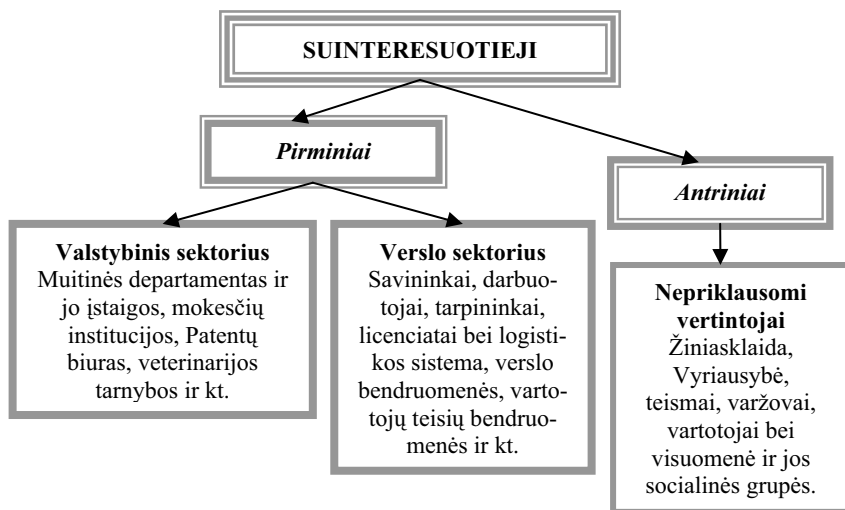 SUINTERESUOTIEJI
Pirminiai
Antriniai
Valstybinis sektorius
Muitinės departamentas ir
jo įstaigos, mokesčių
institucijos, Patentų
biuras, veterinarijos
tarnybos ir kt.
Verslo sektorius
Savininkai, darbuo-
tojai, tarpininkai,
licenciatai bei logisti-
kos sistema, verslo
bendruomenės, varto-
tojų teisių bendruo-
menės ir kt.
Nepriklausomi
vertintojai
Žiniasklaida,
Vyriausybė,
teismai, varžovai,
vartotojai bei
visuomenė ir jos
socialinės grupės.